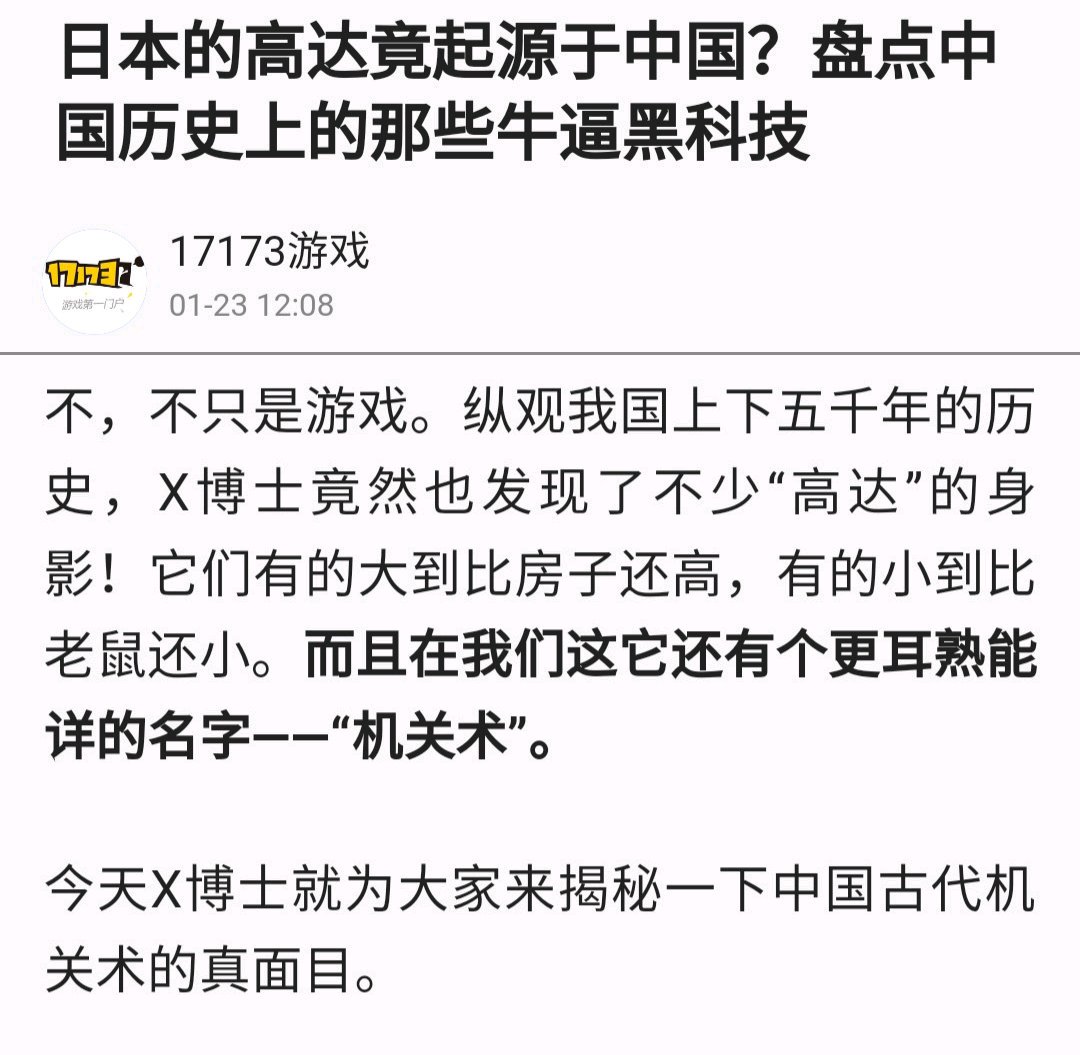 日本的高达竟起源于中国？盘点中
国历史上的那些牛逼黑科技
17173
游戏第一门户
17173游戏
01-23 12:08
不，不只是游戏。纵观我国上下五千年的历
史，X博士竟然也发现了不少“高达”的身
影！它们有的大到比房子还高，有的小到比
老鼠还小。而且在我们这它还有个更耳熟能
详的名字——“机关术”。
今天X博士就为大家来揭秘一下中国古代机
关术的真面目。